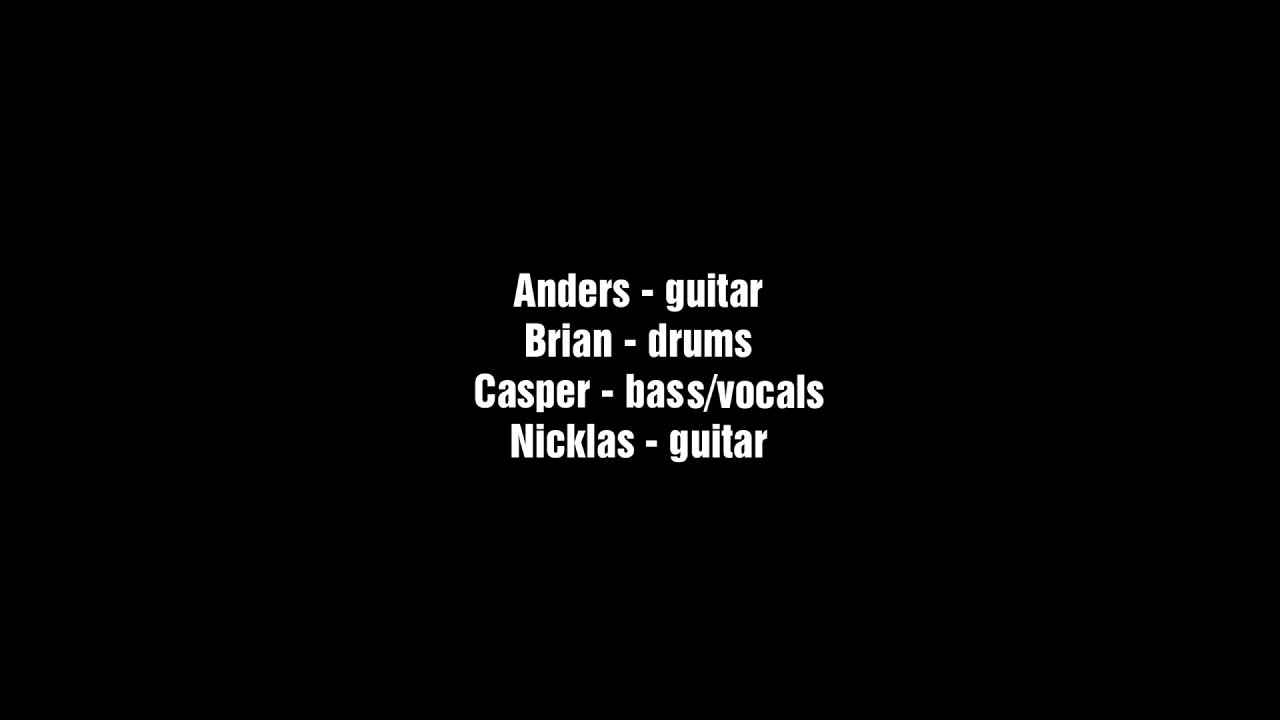 Anders - guitar
Brian - drums
Casper - bass/vocals
Nicklas - guitar